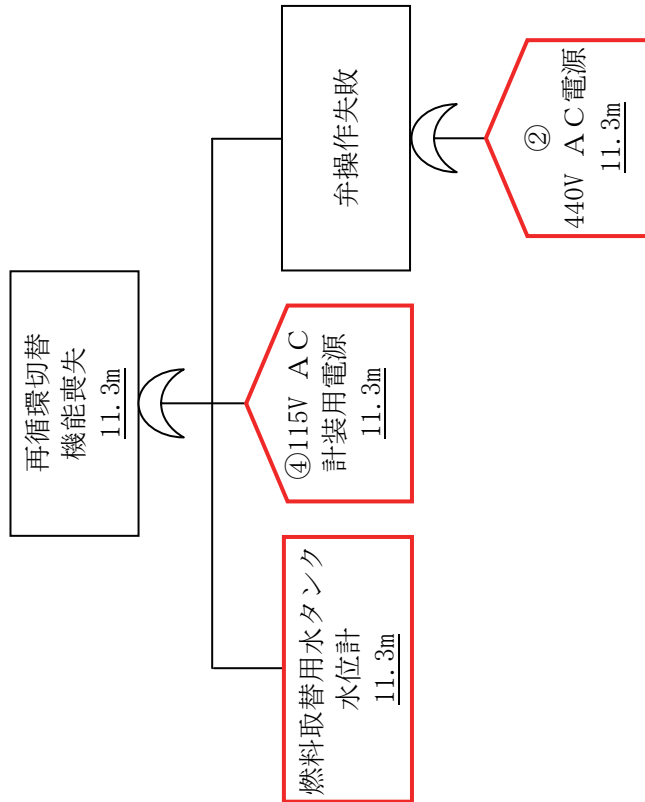 再循環切替
機能喪失
11.3m
燃料取替用水タンク
水位計
11.3m
④115V AC
計装用電源
11.3m
弁操作失敗
②
440V AC電源
11.3m